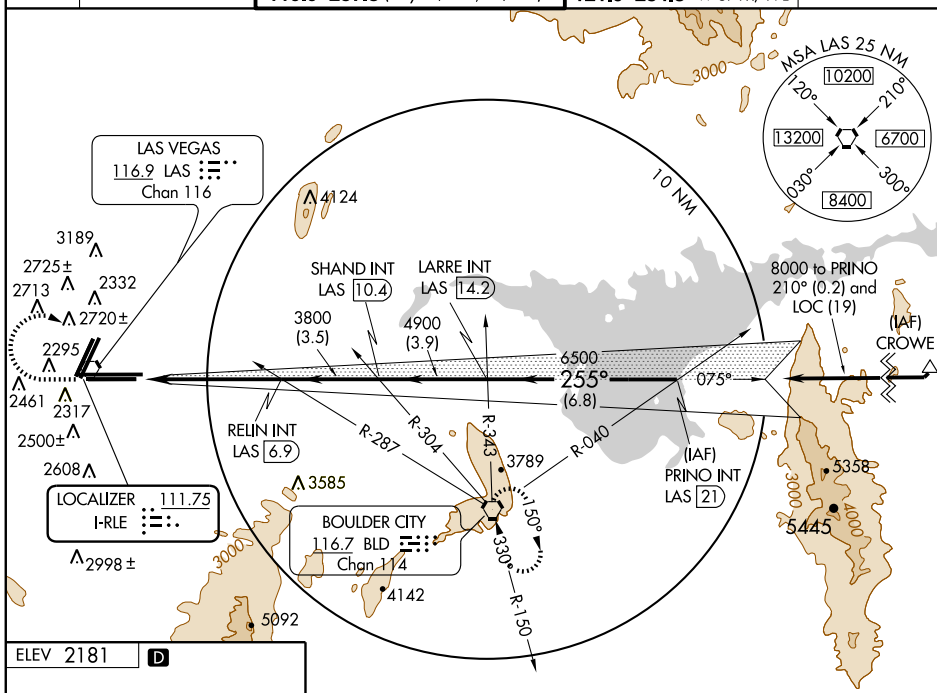 MSA LAS 25 NM
120°
10200
210°
13200
6700
030°
300°
8400
3000
LAS VEGAS
116.9 LAS
Chan 116
4124
10 NM
3189
2725±
2332
2713
2720±
2295
2461
2317
2500±
2608
2998±
SHAND INT
LAS 10.4
LARRE INT
LAS 14.2
3800
(3.5)
4900
(3.9)
6500
255°
(6.8)
075°
8000 to PRINO
210° (0.2) and
LOC (19)
(IAF)
CROWE
RELIN INT
LAS 6.9
R-287
R-304
R-343
R-040
(IAF)
PRINO INT
LAS 21
3789
3585
5358
3000
4000
5445
LOCALIZER 111.75
I-RLE
BOULDER CITY
116.7 BLD
Chan 114
150°
330°
R-150
4142
3000
5092
ELEV 2181 D